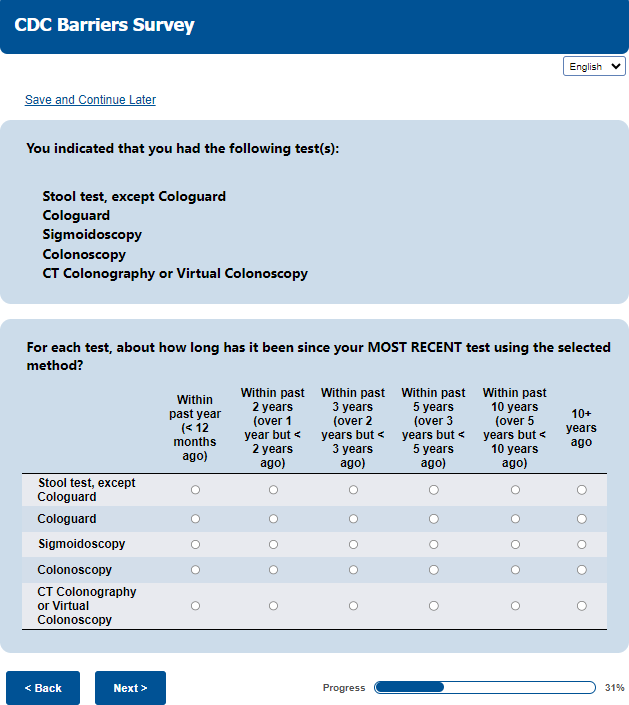 CDC Barriers Survey
English
Save and Continue Later
You indicated that you had the following test(s):
Stool test, except Cologuard
Cologuard
Sigmoidoscopy
Colonoscopy
CT Colonography or Virtual Colonoscopy
For each test, about how long has it been since your MOST RECENT test using the selected
method?
Within
past year
(< 12
months
ago)
Within past
2 years
(over 1
year but <
2 years
ago)
Within past
3 years
(over 2
years but <
3 years
ago)
Within past
5 years
(over 3
years but <
5 years
ago)
Within past
10 years
(over 5
years but <
10 years
ago)
10+
years
ago
Stool test, except
Cologuard
Cologuard
Sigmoidoscopy
Colonoscopy
CT Colonography
or Virtual
Colonoscopy
< Back
Next >
Progress
31%